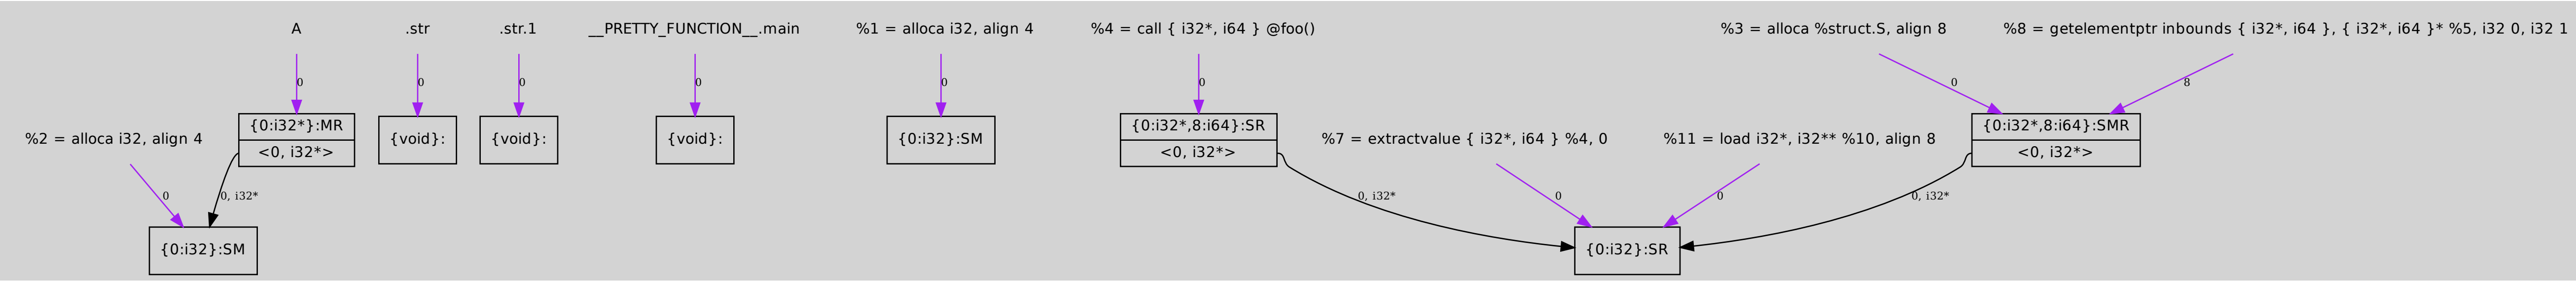 A
.str
.str.1
__PRETTY_FUNCTION__.main
%1 = alloca i32, align 4
%4 = call { i32*, i64 } @foo()
%3 = alloca %struct.S, align 8
%8 = getelementptr inbounds { i32*, i64 }, { i32*, i64 }* %5, i32 0, i32 1
0
0
0
0
0
0
0
8
%2 = alloca i32, align 4
{0:i32*}:MR
<0, i32*>
{void}:
{void}:
{void}:
{0:i32}:SM
{0:i32*,8:i64}:SR
<0, i32*>
%7 = extractvalue { i32*, i64 } %4, 0
%11 = load i32*, i32** %10, align 8
{0:i32*,8:i64}:SMR
<0, i32*>
0
0, i32*
0, i32*
0
0
0, i32*
{0:i32}:SM
{0:i32}:SR